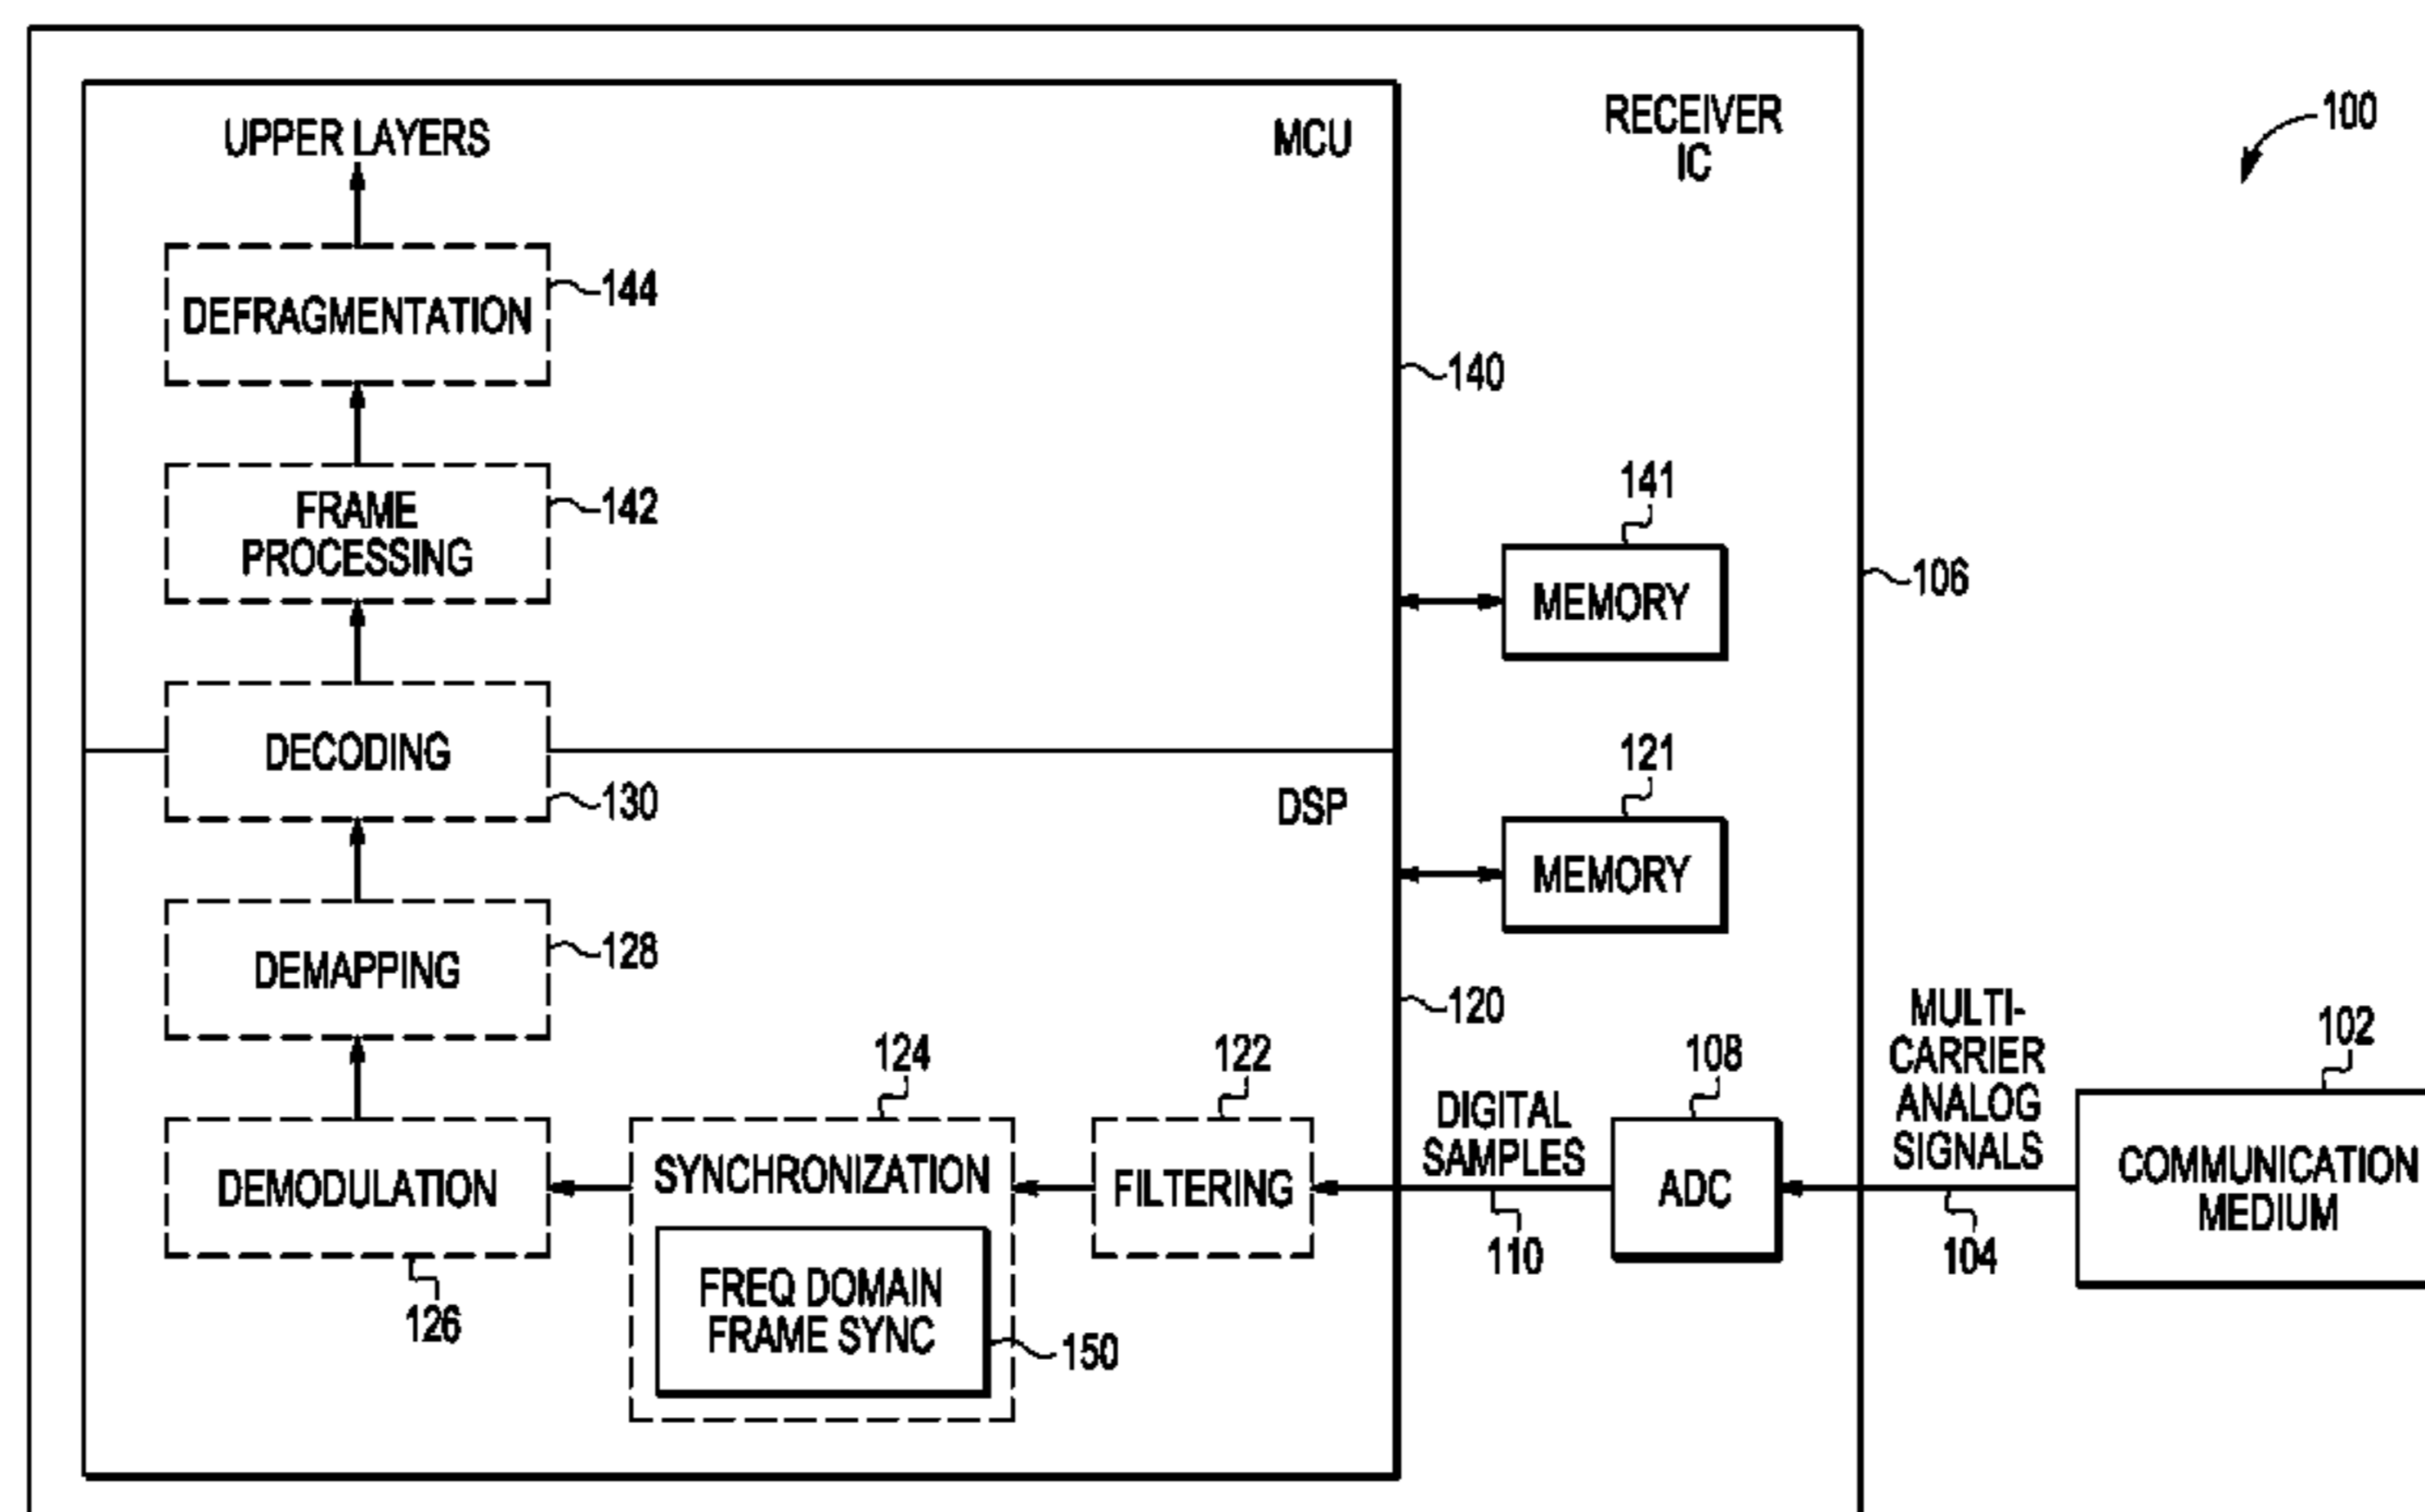 UPPER LAYERS
MCU
RECEIVER
IC
100
DEFRAGMENTATION
144
140
FRAME
PROCESSING
142
141
MEMORY
106
DECODING
130
DSP
121
MEMORY
DEMAPPING
128
120
DEMODULATION
126
124
SYNCHRONIZATION
FREQ DOMAIN
FRAME SYNC
150
122
FILTERING
DIGITAL
SAMPLES
110
108
ADC
MULTI-
CARRIER
ANALOG
SIGNALS
104
102
COMMUNICATION
MEDIUM